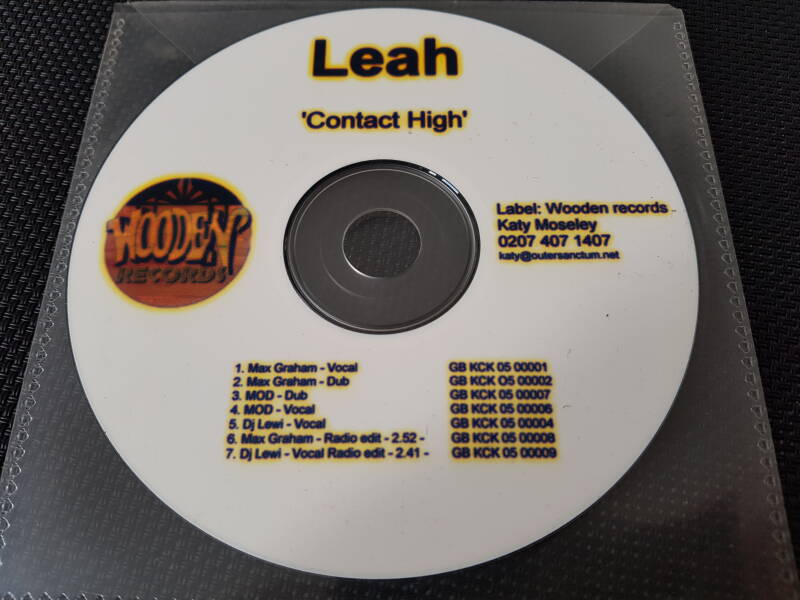 Leah
'Contact High'
WOODEN
RECORDS
Label: Wooden records
Katy Moseley
0207 407 1407
katy@outersanctum.net
1. Max Graham - Vocal GB KCK 05 00001
2. Max Graham - Dub GB KCK O5 00002
3. MOD - Dub GB KCK 05 00007
4. MOD - Vocal GB KCK 05 00006
5. Dj Lewi - Vocal GB KCK 05 00004
6. Max Graham - Radio edit - 2.52 - GB KCK 05 00008
7. Dj Lewi - Vocal Radio edit - 2.41 - GB KCK 05 00009